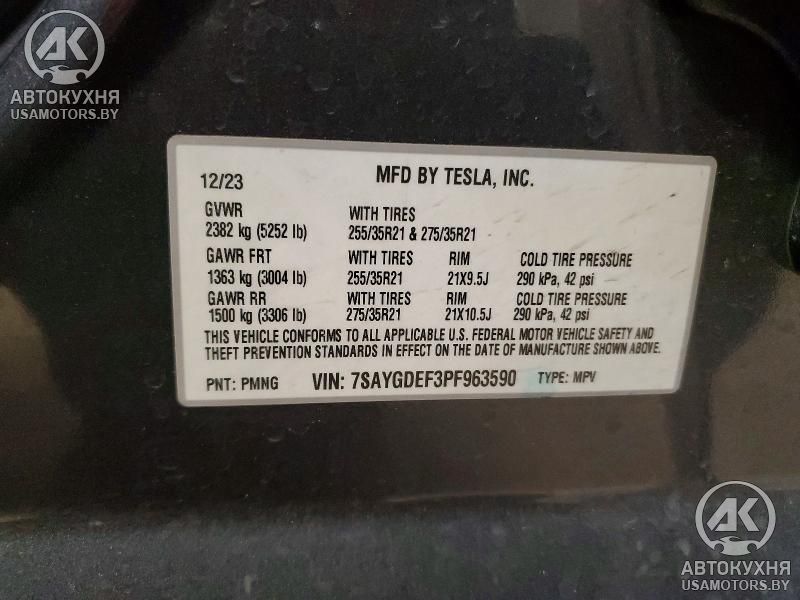 AK
АВТОКУХНЯ
USAMOTORS.BY
12/23 MFD BY TESLA, INC.
GVWR WITH TIRES
2382 kg (5252 lb) 255/35R21 & 275/35R21
GAWR FRT WITH TIRES RIM COLD TIRE PRESSURE
1363 kg (3004 lb) 255/35R21 21X9.5J 290 kPa, 42 psi
GAWR RR WITH TIRES RIM COLD TIRE PRESSURE
1500 kg (3306 lb) 275/35R21 21X10.5J 290 kPa, 42 psi
THIS VEHICLE CONFORMS TO ALL APPLICABLE U.S. FEDERAL MOTOR VEHICLE SAFETY AND
THEFT PREVENTION STANDARDS IN EFFECT ON THE DATE OF MANUFACTURE SHOWN ABOVE.
PNT: PMNG VIN: 7SAYGDEF3PF963590 TYPE: MPV
AK
АВТОКУХНЯ
USAMOTORS.BY